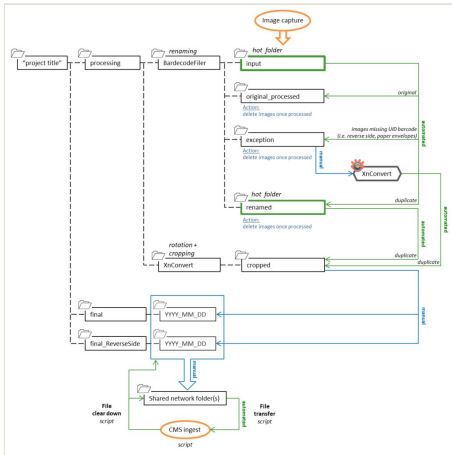 Image capture
renaming
hot folder
"project title"
processing
BardecodeFiler
input
original_processed
original
Action:
delete images once processed
automated
images missing UID barcode
(i.e. reverse side, paper envelopes)
exception
Action:
delete images once processed
manual
XnConvert
hot folder
duplicate
renamed
Action:
delete images once processed
automated
automated
rotation +
cropping
duplicate
XnConvert
cropped
duplicate
manual
final
YYYY_MM_DD
final_ReverseSide
YYYY_MM_DD
manual
Shared network folder(s)
File
clear down
script
automated
automated
File
transfer
script
CMS ingest
script